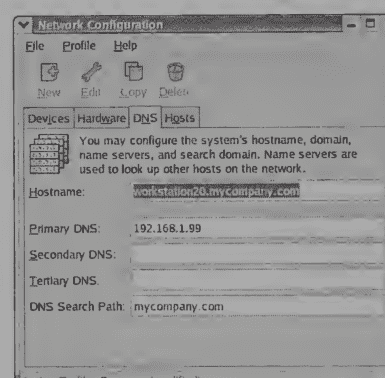 Network Configuration
File Profile Help
New Edit Copy Delete
Devices Hardware DNS Hosts
You may configure the system's hostname, domain,
name servers, and search domain. Name servers are
used to look up other hosts on the network.
Hostname: workstation20.mycompany.com
Primary DNS: 192.168.1.99
Secondary DNS:
Tertiary DNS:
DNS Search Path: mycompany.com